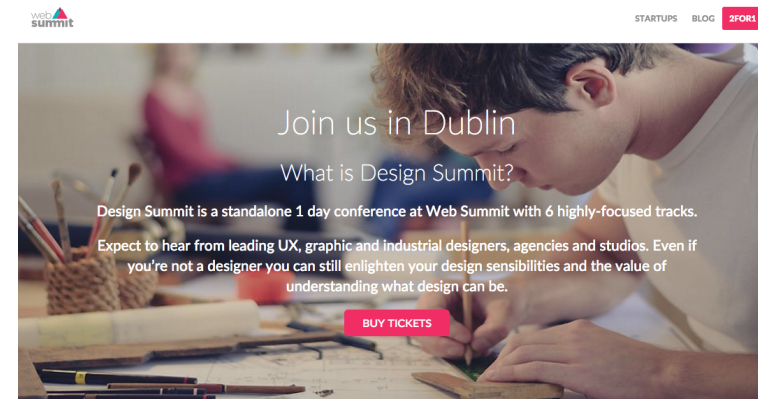 web
summit
STARTUPS BLOG 2FOR1
Join us in Dublin
What is Design Summit?
Design Summit is a standalone 1 day conference at Web Summit with 6 highly-focused tracks.
Expect to hear from leading UX, graphic and industrial designers, agencies and studios. Even if
you're not a designer you can still enlighten your design sensibilities and the value of
understanding what design can be.
BUY TICKETS